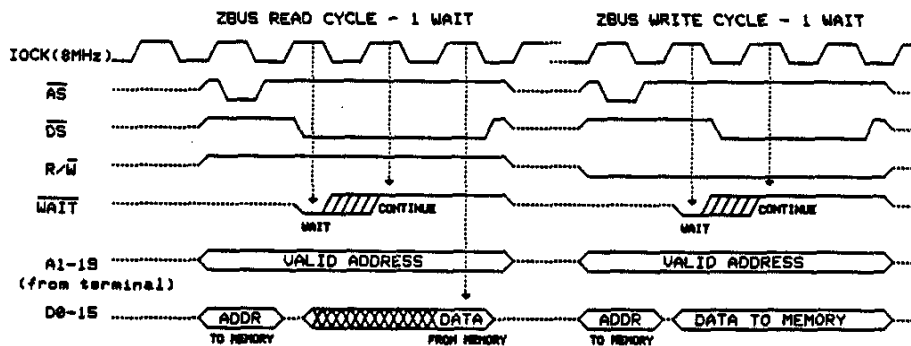 ZBUS READ CYCLE - 1 WAIT
ZBUS WRITE CYCLE - 1 WAIT
IOCK(8MHz)
AS
DS
R/W
WAIT
WAIT
CONTINUE
WAIT
CONTINUE
A1-19
(from terminal)
VALID ADDRESS
VALID ADDRESS
D0-15
ADDR
DATA
ADDR
DATA TO MEMORY
TO MEMORY
FROM MEMORY
TO MEMORY